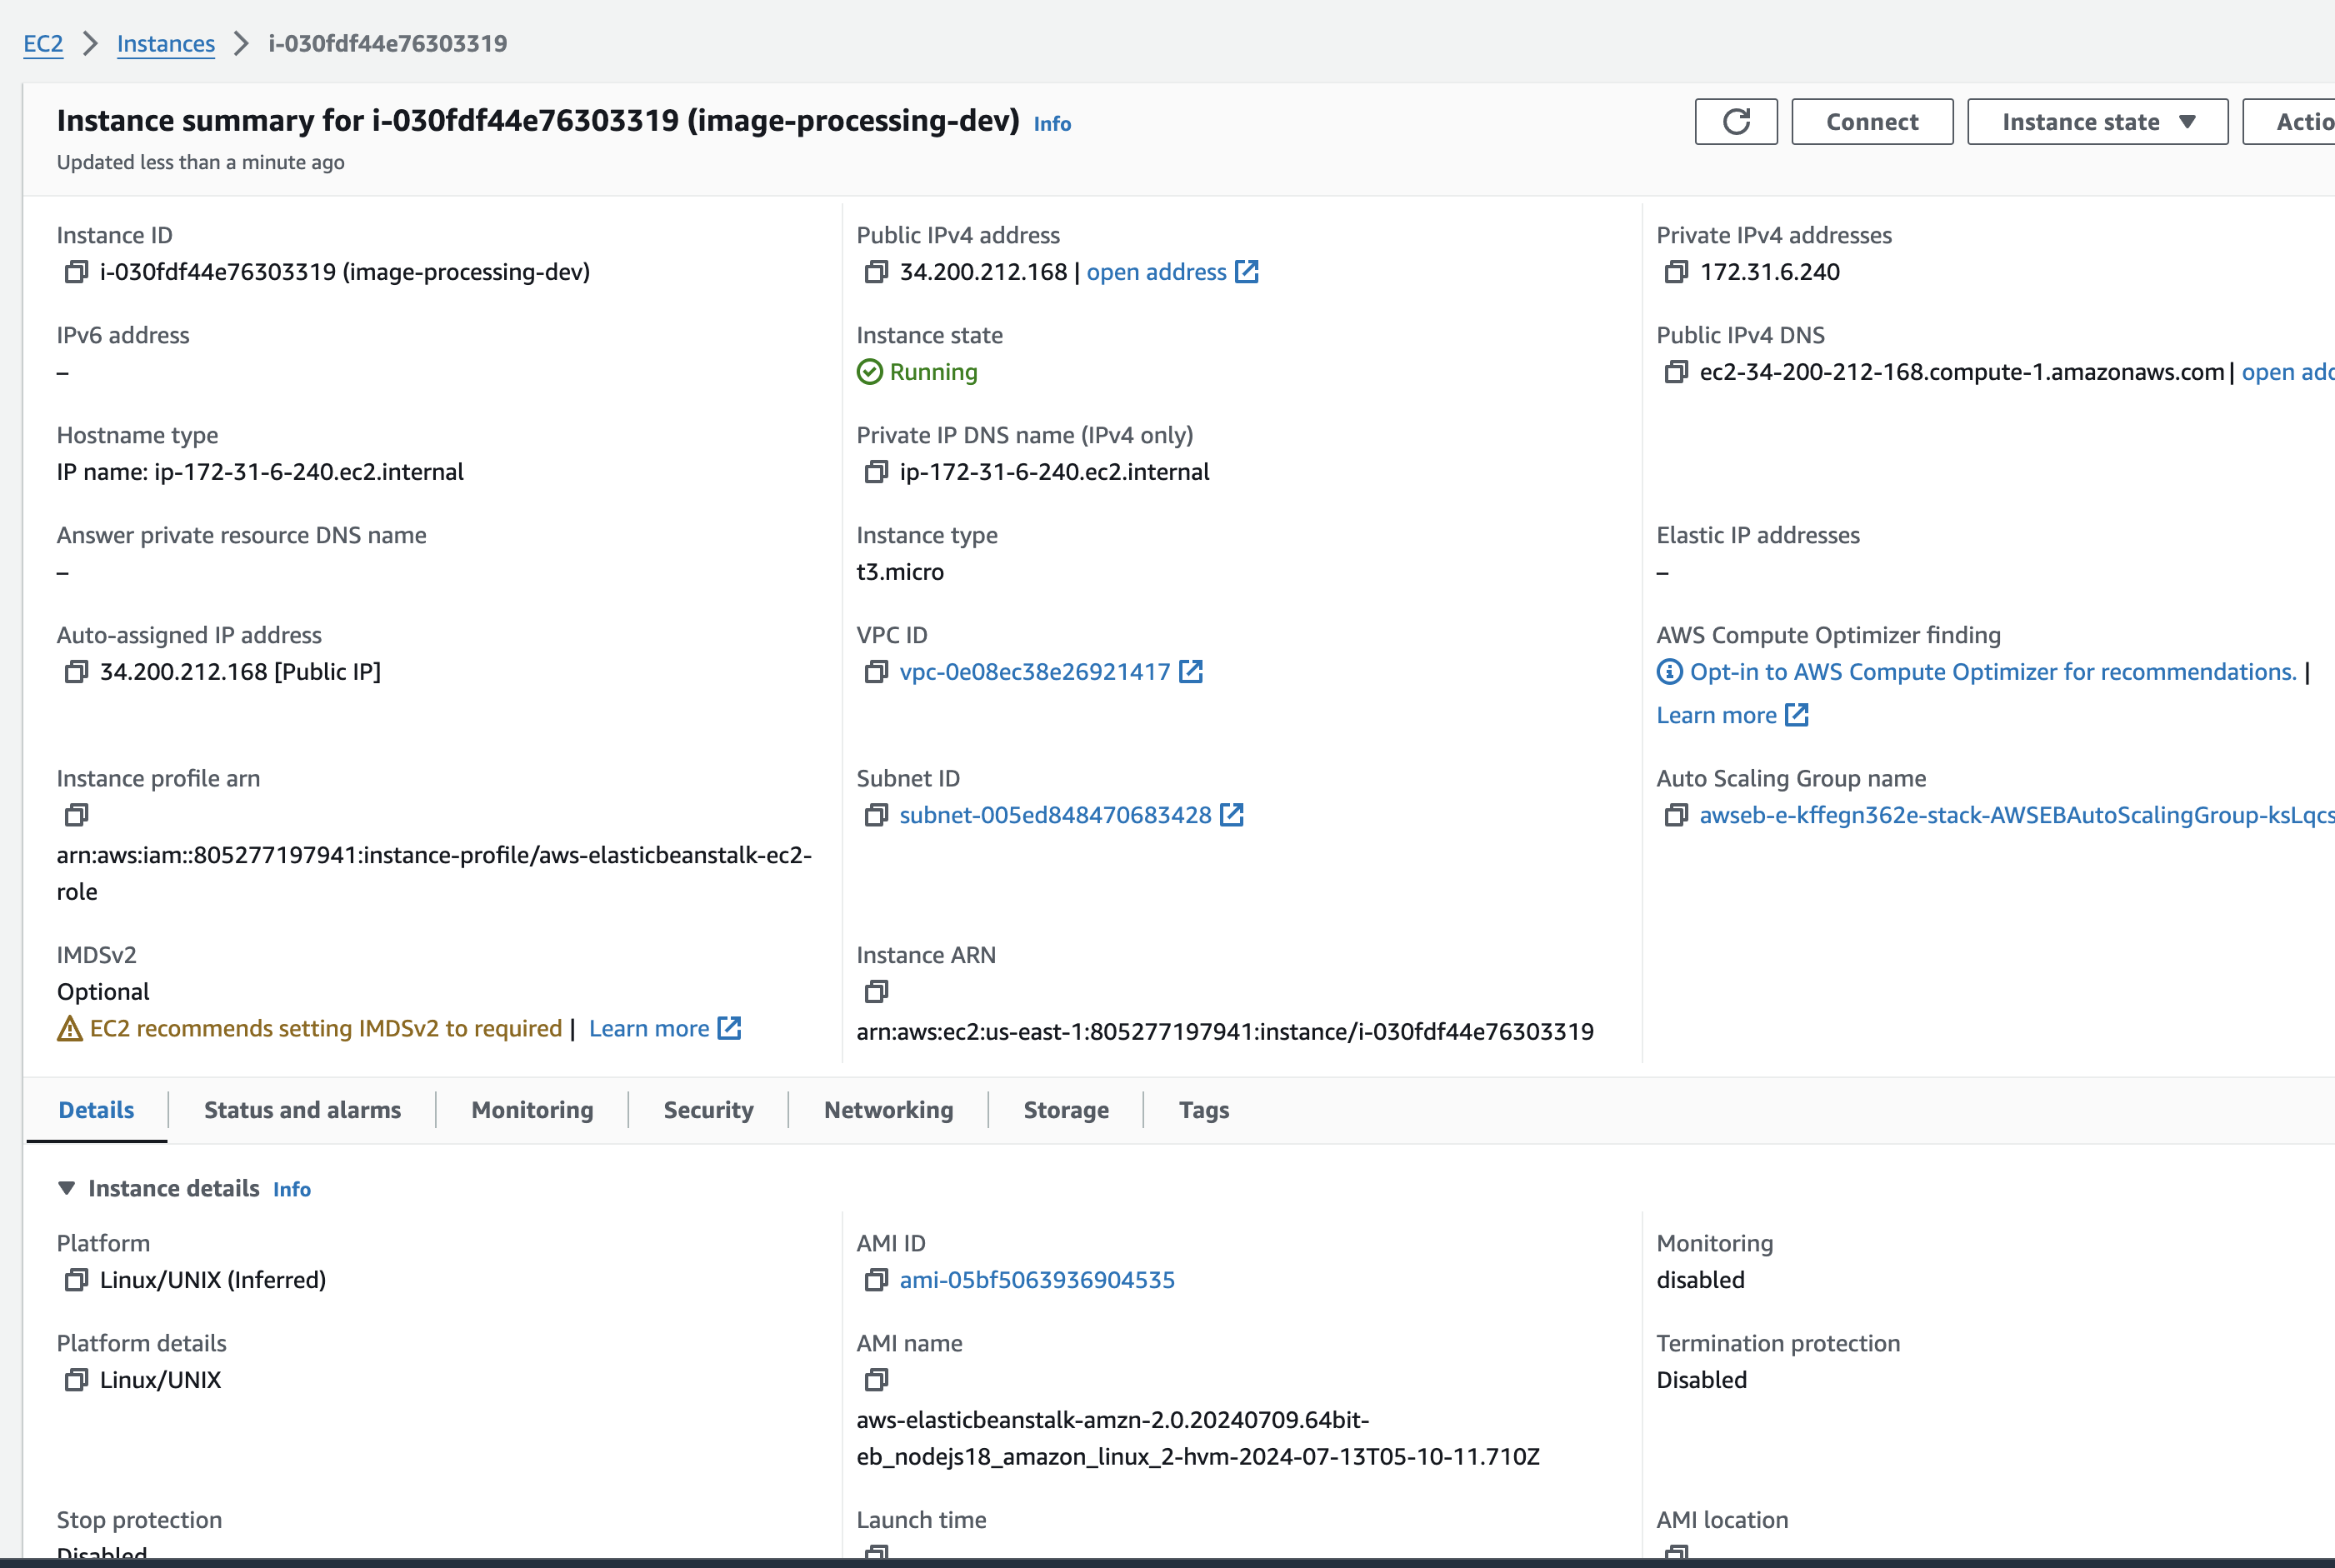 EC2 > Instances > i-030fdf44e76303319
Instance summary for i-030fdf44e76303319 (image-processing-dev) Info
Updated less than a minute ago
Connect
Instance state
Actio
Instance ID
i-030fdf44e76303319 (image-processing-dev)
Public IPv4 address
34.200.212.168 | open address
Private IPv4 addresses
172.31.6.240
IPv6 address
–
Instance state
Running
Public IPv4 DNS
ec2-34-200-212-168.compute-1.amazonaws.com | open add
Hostname type
IP name: ip-172-31-6-240.ec2.internal
Private IP DNS name (IPv4 only)
ip-172-31-6-240.ec2.internal
Answer private resource DNS name
–
Instance type
t3.micro
Elastic IP addresses
–
Auto-assigned IP address
34.200.212.168 [Public IP]
VPC ID
vpc-0e08ec38e26921417
AWS Compute Optimizer finding
Opt-in to AWS Compute Optimizer for recommendations. |
Learn more
Instance profile arn
arn:aws:iam::805277197941:instance-profile/aws-elasticbeanstalk-ec2-
role
Subnet ID
subnet-005ed848470683428
Auto Scaling Group name
awseb-e-kffegn362e-stack-AWSEBAutoScalingGroup-ksLqcs
IMDSv2
Optional
EC2 recommends setting IMDSv2 to required | Learn more
Instance ARN
arn:aws:ec2:us-east-1:805277197941:instance/i-030fdf44e76303319
Details
Status and alarms
Monitoring
Security
Networking
Storage
Tags
Instance details Info
Platform
Linux/UNIX (Inferred)
AMI ID
ami-05bf5063936904535
Monitoring
disabled
Platform details
Linux/UNIX
AMI name
aws-elasticbeanstalk-amzn-2.0.20240709.64bit-
eb_nodejs18_amazon_linux_2-hvm-2024-07-13T05-10-11.710Z
Termination protection
Disabled
Stop protection
Disabled
Launch time
AMI location